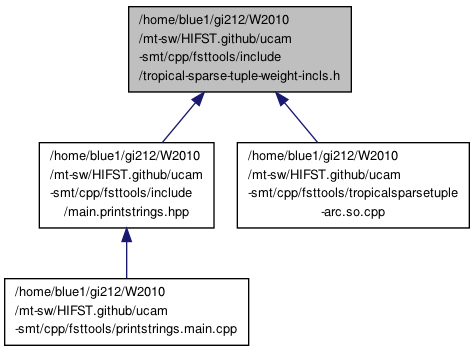 /home/blue1/gi212/W2010
/mt-sw/HIFST.github/ucam
-smt/cpp/fsttools/include
/tropical-sparse-tuple-weight-incls.h
/home/blue1/gi212/W2010
/mt-sw/HIFST.github/ucam
-smt/cpp/fsttools/include
/main.printstrings.hpp
/home/blue1/gi212/W2010
/mt-sw/HIFST.github/ucam
-smt/cpp/fsttools/tropicalsparsetuple
-arc.so.cpp
/home/blue1/gi212/W2010
/mt-sw/HIFST.github/ucam
-smt/cpp/fsttools/printstrings.main.cpp